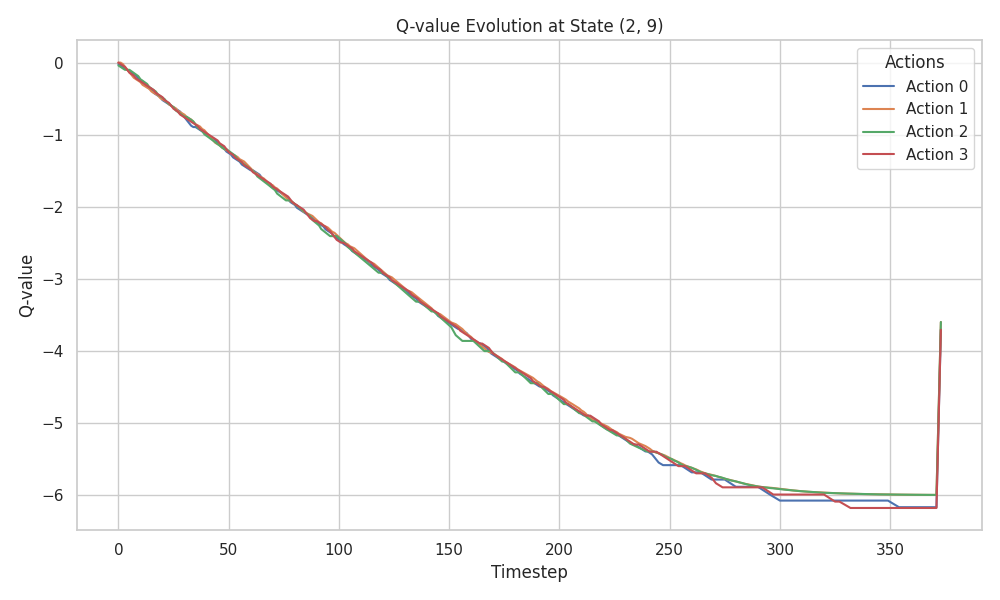 Q-value Evolution at State (2, 9)
Actions
Action 0
Action 1
Action 2
Action 3
Q-value
0
−1
−2
−3
−4
−5
−6
0 50 100 150 200 250 300 350
Timestep